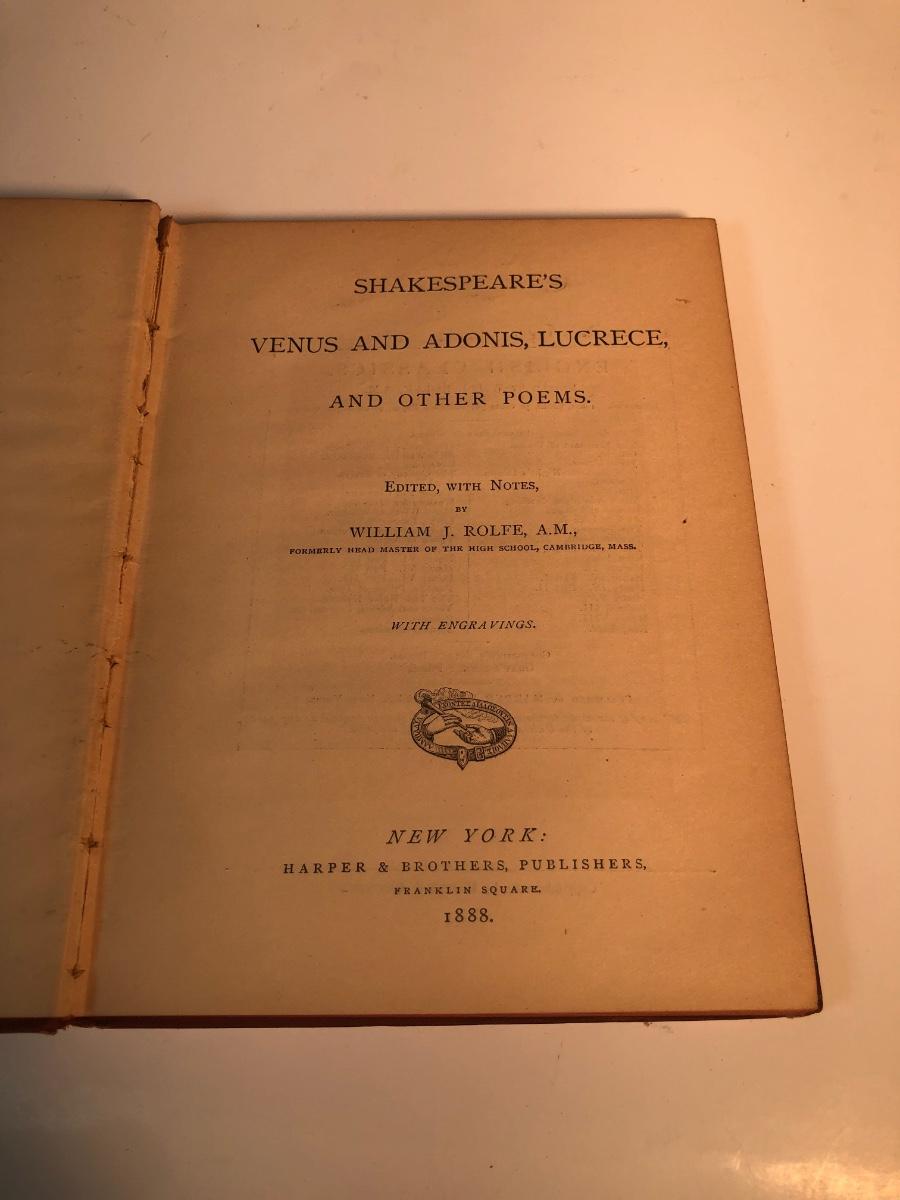 SHAKESPEARE'S
VENUS AND ADONIS, LUCRECE,
AND OTHER POEMS.
EDITED, WITH NOTES,
BY
WILLIAM J. ROLFE, A.M.,
FORMERLY HEAD MASTER OF THE HIGH SCHOOL, CAMBRIDGE, MASS.
WITH ENGRAVINGS.
NEW YORK:
HARPER & BROTHERS, PUBLISHERS,
FRANKLIN SQUARE.
1888.